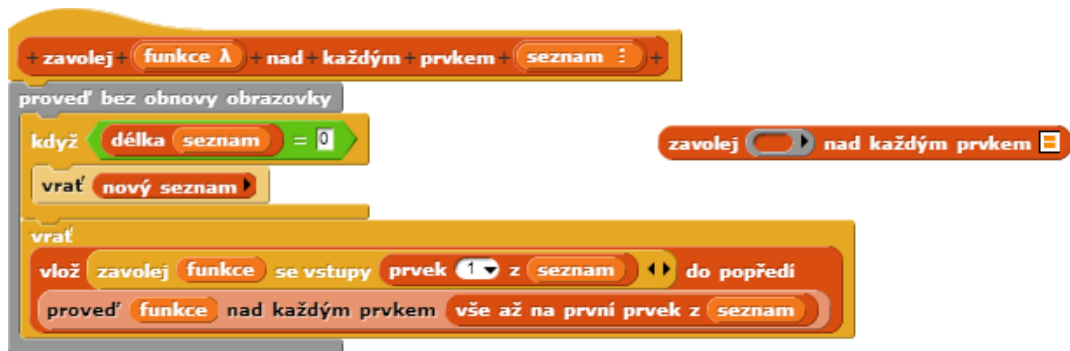 + zavolej + funkce λ + nad + každým + prvkem + seznam ⋮ +
proveď bez obnovy obrazovky
když délka seznam = 0
zavolej nad každým prvkem
vrať nový seznam
vrať
vlož zavolej funkce se vstupy prvek 1 z seznam do popředí
proveď funkce nad každým prvkem vše až na první prvek z seznam